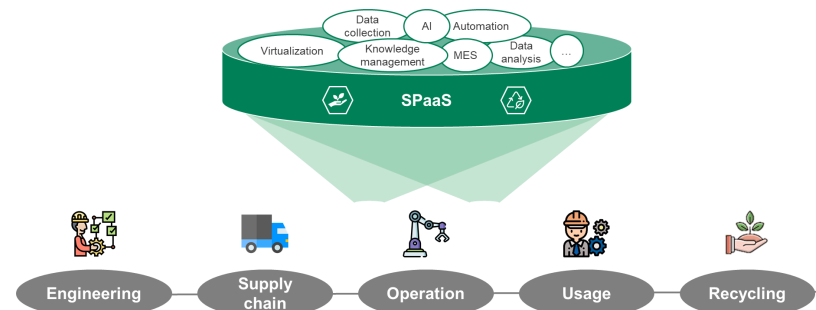 Data
collection
AI
Automation
Virtualization
Knowledge
management
MES
Data
analysis
...
SPaaS
Engineering
Supply
chain
Operation
Usage
Recycling